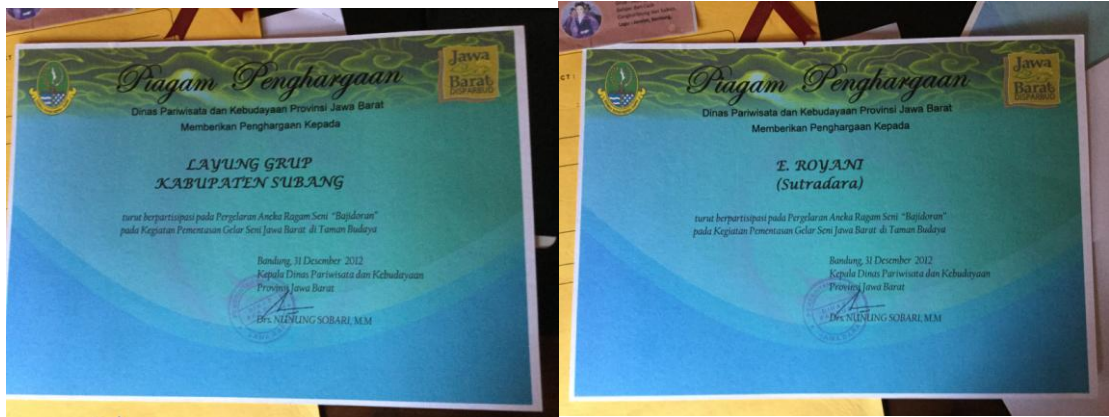 Jawa
Barat
DISPARBUD
Piagam Penghargaan
Dinas Pariwisata dan Kebudayaan Provinsi Jawa Barat
Memberikan Penghargaan Kepada
LAYUNG GRUP
KABUPATEN SUBANG
turut berpartisipasi pada Pergelaran Aneka Ragam Seni "Bajidoran"
pada Kegiatan Pementasan Gelar Seni Jawa Barat di Taman Budaya
Bandung, 31 Desember 2012
Kepala Dinas Pariwisata dan Kebudayaan
Provinsi Jawa Barat
Drs. NUNUNG SOBARI, M.M
Jawa
Barat
DISPARBUD
Piagam Penghargaan
Dinas Pariwisata dan Kebudayaan Provinsi Jawa Barat
Memberikan Penghargaan Kepada
E. ROYANI
(Sutradara)
turut berpartisipasi pada Pergelaran Aneka Ragam Seni "Bajidoran"
pada Kegiatan Pementasan Gelar Seni Jawa Barat di Taman Budaya
Bandung, 31 Desember 2012
Kepala Dinas Pariwisata dan Kebudayaan
Provinsi Jawa Barat
Drs. NUNUNG SOBARI, M.M